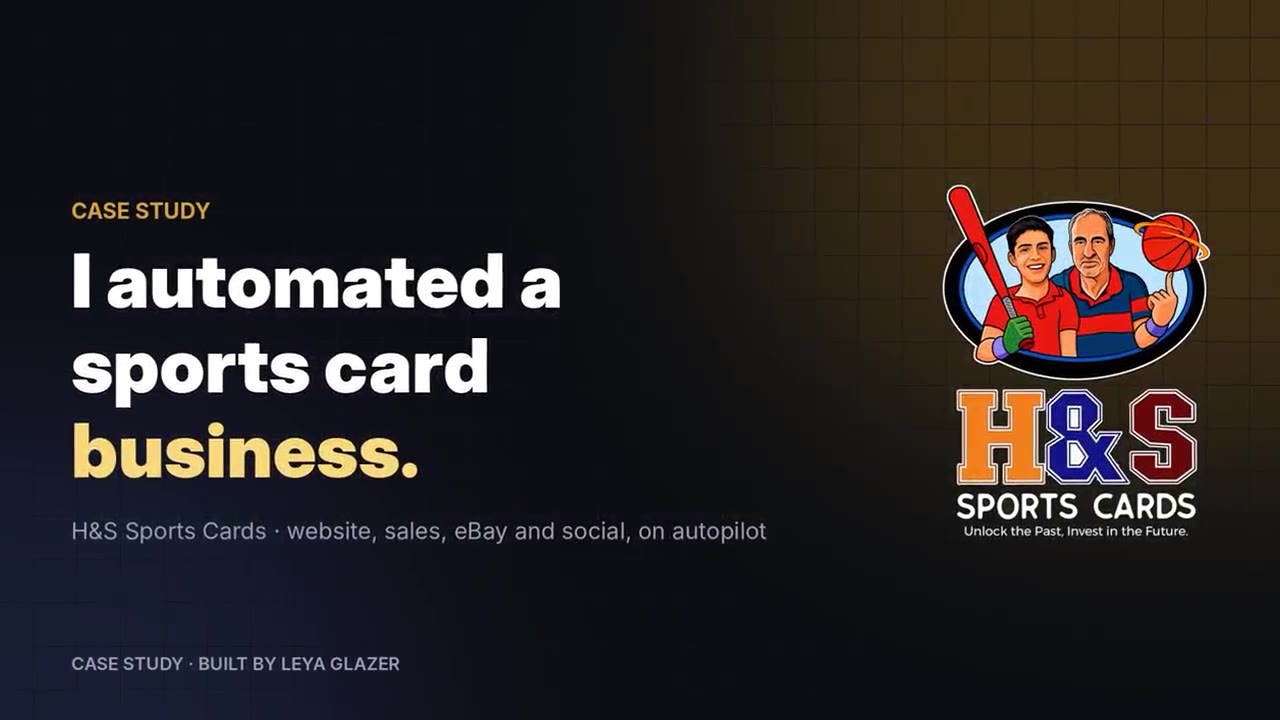 CASE STUDY
I automated a
sports card
business.
H&S Sports Cards · website, sales, eBay and social, on autopilot
CASE STUDY · BUILT BY LEYA GLAZER
H&S
SPORTS CARDS
Unlock the Past, Invest in the Future.